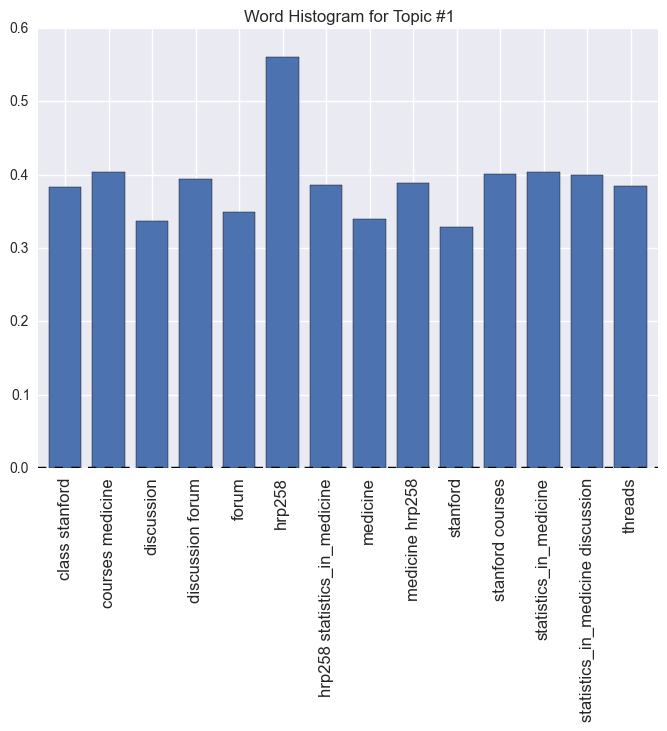 Word Histogram for Topic #1
0.6
0.5
0.4
0.3
0.2
0.1
0.0
class stanford
courses medicine
discussion
discussion forum
forum
hrp258
hrp258 statistics_in_medicine
medicine
medicine hrp258
stanford
stanford courses
statistics_in_medicine
statistics_in_medicine discussion
threads